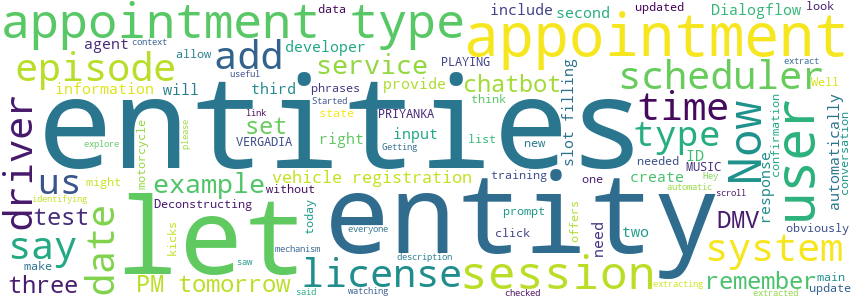 appointment type
data
include
second
updated
Dialogflow
look
agent
context
allow
add
developer
appointment
episode
useful
service
PLAYING
extract
Well
information
will
third
phrases
provide
chatbot
scheduler
automatically
conversation
driver
entities
Started
link
state
PRIYANKA
think
slot filling
time
Now
user
confirmation
explore
please
motorcycle
set
VERGADIA
right
input
list
new
type
ID
response
us
example
vehicle registration
needed
create
Getting
MUSIC
Hey
automatic
test
identifying
might
without
training
one
scroll
Deconstructing
say
date
let
kicks
today
entity
prompt
click
offers
need
two
DMV
obviously
system
make
mechanism
everyone
three
PM tomorrow
saw
said
license
description
watching
session
checked
extracting
extracted
remember
main
update